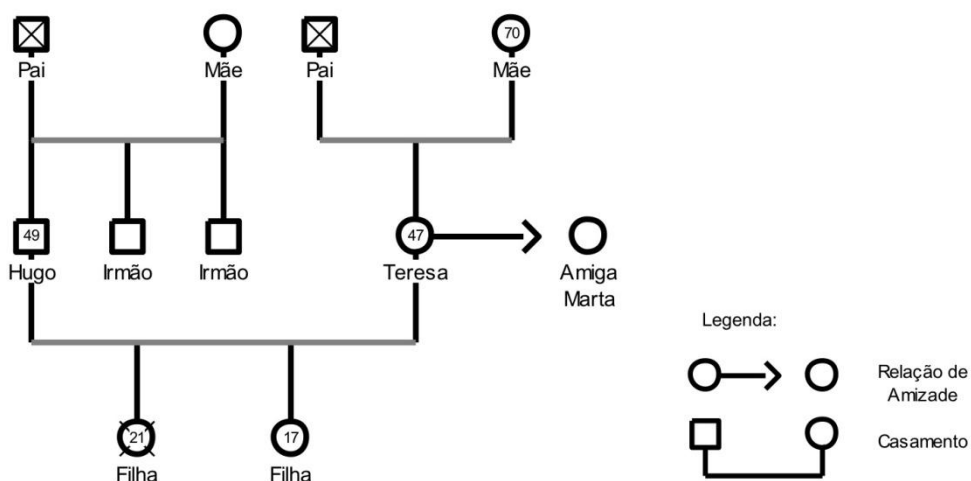 70
Pai Mãe Pai Mãe
49 47
Hugo Irmão Irmão Teresa Amiga
Marta
Legenda:
Relação de
Amizade
Casamento
21 17
Filha Filha